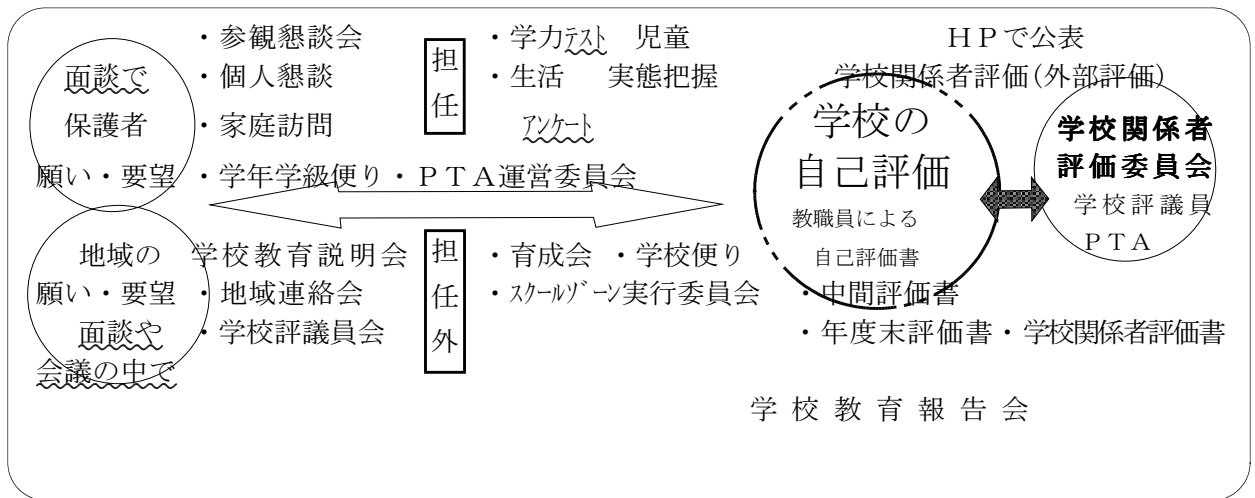 ・参観懇談会
・学力テスト 児童
ＨＰで公表
面談で
・個人懇談
担任
・生活 実態把握
学校関係者評価(外部評価)
保護者
・家庭訪問
アンケート
願い・要望
・学年学級便り・ＰＴＡ運営委員会
学校の
自己評価
教職員による
自己評価書
学校関係者
評価委員会
学校評議員
ＰＴＡ
地域の
学校教育説明会
担任外
・育成会 ・学校便り
願い・要望
・地域連絡会
・スクールゾーン実行委員会
・中間評価書
面談や
・学校評議員会
・年度末評価書・学校関係者評価書
会議の中で
学校教育報告会